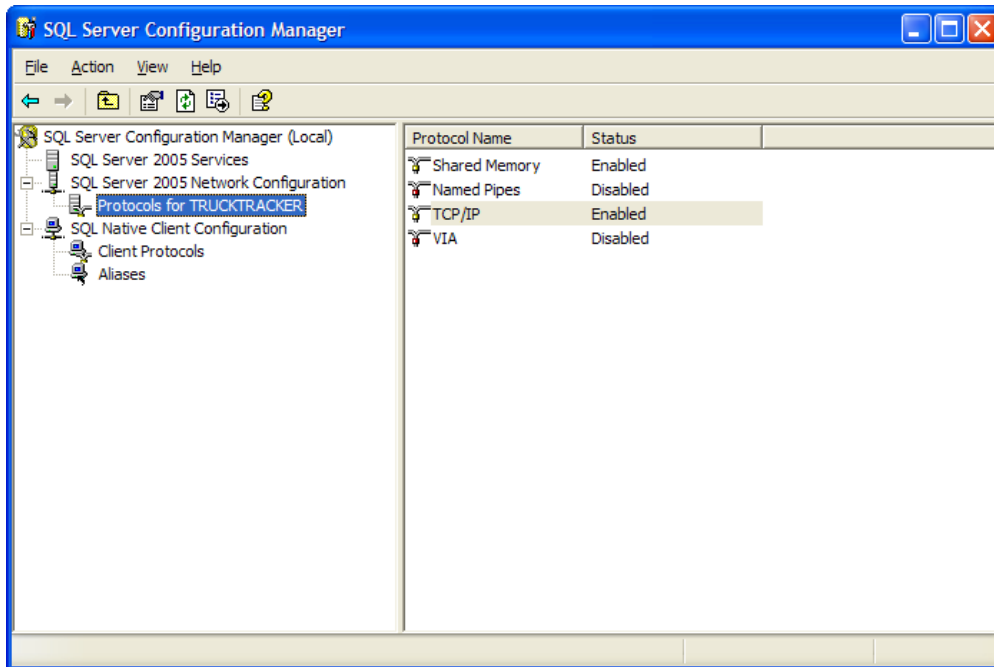 SQL Server Configuration Manager
File Action View Help
SQL Server Configuration Manager (Local)
SQL Server 2005 Services
SQL Server 2005 Network Configuration
Protocols for TRUCKTRACKER
SQL Native Client Configuration
Client Protocols
Aliases
Protocol Name Status
Shared Memory Enabled
Named Pipes Disabled
TCP/IP Enabled
VIA Disabled